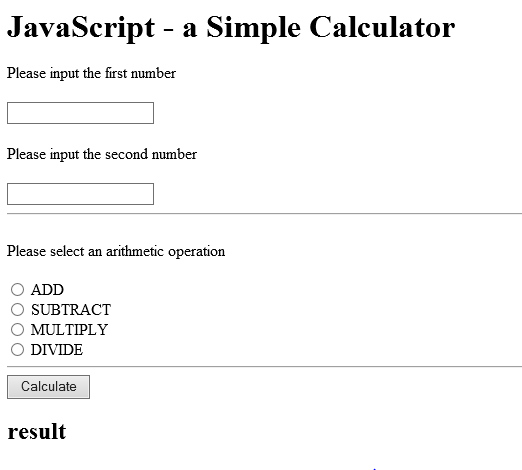 JavaScript - a Simple Calculator
Please input the first number
Please input the second number
Please select an arithmetic operation
ADD
SUBTRACT
MULTIPLY
DIVIDE
Calculate
result